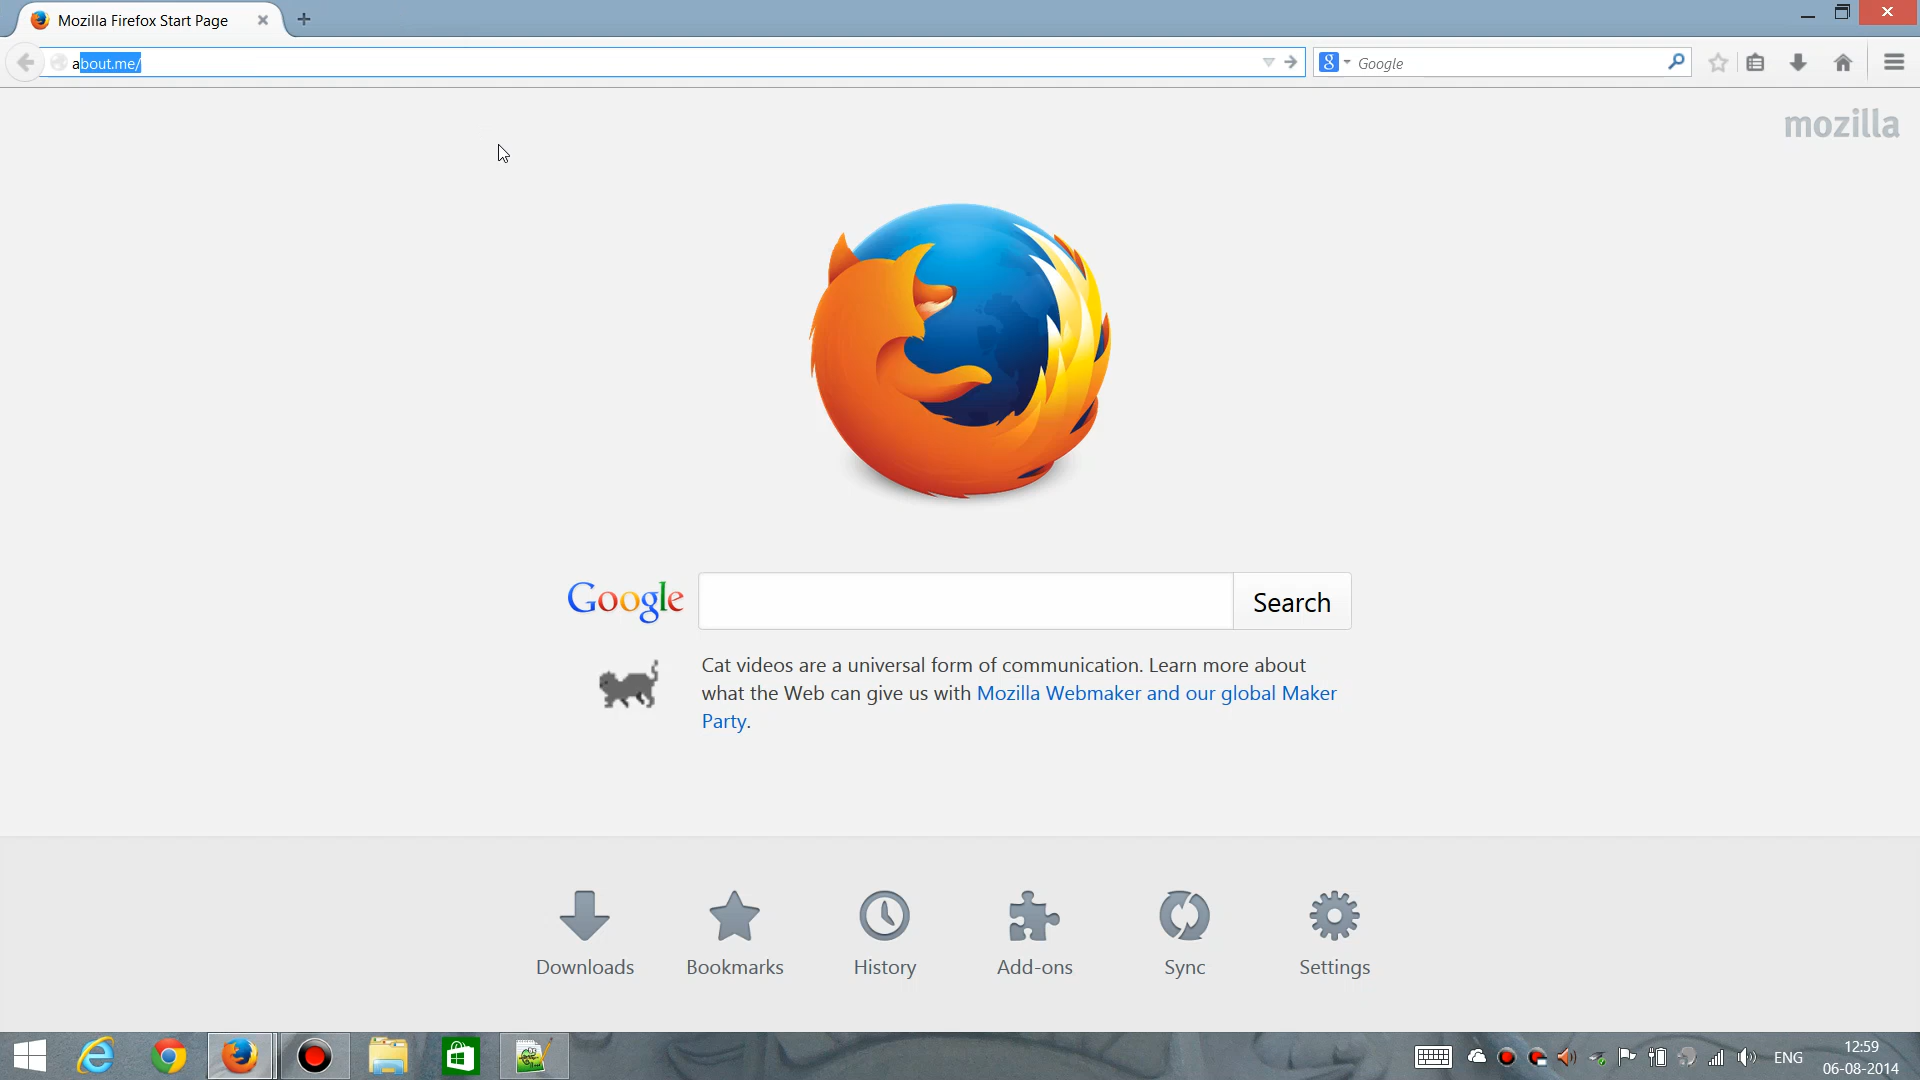 Mozilla Firefox Start Page
about.me/
Google
mozilla
Google
Search
Cat videos are a universal form of communication. Learn more about
what the Web can give us with Mozilla Webmaker and our global Maker
Party.
Downloads
Bookmarks
History
Add-ons
Sync
Settings
ENG
12:59
06-08-2014